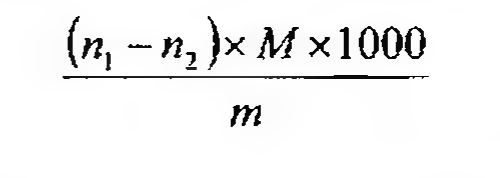 (n₁ − n₂) × M × 1000
m